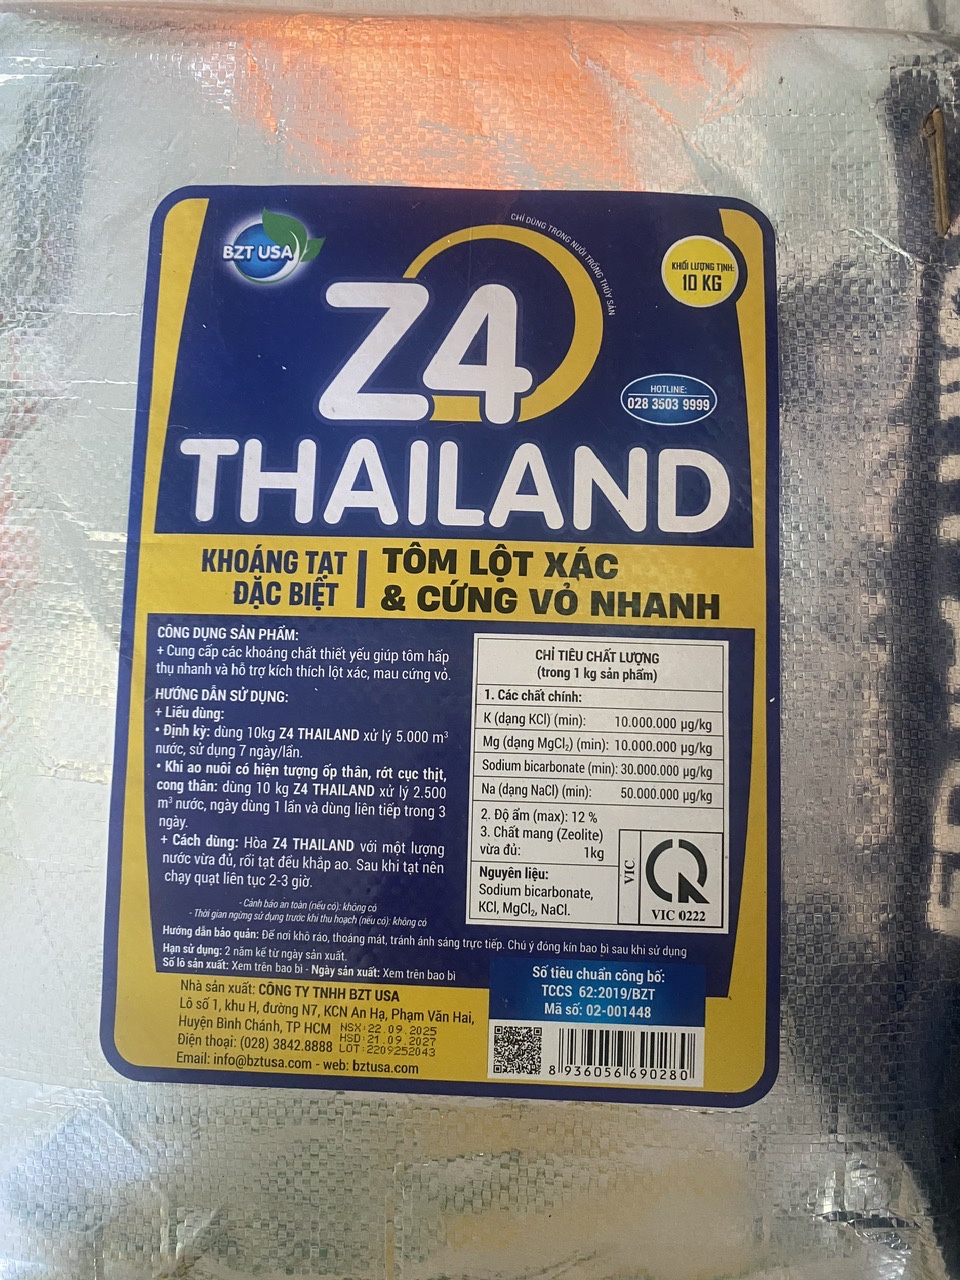 BZT USA
CHỈ DÙNG TRONG NUÔI TRỒNG THỦY SẢN
KHỐI LƯỢNG TỊNH:
10 KG
Z4
HOTLINE:
028 3503 9999
THAILAND
KHOÁNG TẠT
ĐẶC BIỆT
TÔM LỘT XÁC
& CỨNG VỎ NHANH
CÔNG DỤNG SẢN PHẨM:
+ Cung cấp các khoáng chất thiết yếu giúp tôm hấp
thụ nhanh và hỗ trợ kích thích lột xác, mau cứng vỏ.
HƯỚNG DẪN SỬ DỤNG:
+ Liều dùng:
• Định kỳ: dùng 10kg Z4 THAILAND xử lý 5.000 m³
nước, sử dụng 7 ngày/lần.
• Khi ao nuôi có hiện tượng ốp thân, rớt cục thịt,
cong thân: dùng 10 kg Z4 THAILAND xử lý 2.500
m³ nước, ngày dùng 1 lần và dùng liên tiếp trong 3
ngày.
+ Cách dùng: Hòa Z4 THAILAND với một lượng
nước vừa đủ, rồi tạt đều khắp ao. Sau khi tạt nên
chạy quạt liên tục 2-3 giờ.
- Cảnh báo an toàn (nếu có): không có
- Thời gian ngừng sử dụng trước khi thu hoạch (nếu có): không có
CHỈ TIÊU CHẤT LƯỢNG
(trong 1 kg sản phẩm)
1. Các chất chính:
K (dạng KCl) (min): 10.000.000 µg/kg
Mg (dạng MgCl₂) (min): 10.000.000 µg/kg
Sodium bicarbonate (min): 30.000.000 µg/kg
Na (dạng NaCl) (min): 50.000.000 µg/kg
2. Độ ẩm (max): 12 %
3. Chất mang (Zeolite)
vừa đủ: 1kg
Nguyên liệu:
Sodium bicarbonate,
KCl, MgCl₂, NaCl.
VIC
VIC 0222
Hướng dẫn bảo quản: Để nơi khô ráo, thoáng mát, tránh ánh sáng trực tiếp. Chú ý đóng kín bao bì sau khi sử dụng
Hạn sử dụng: 2 năm kể từ ngày sản xuất.
Số lô sản xuất: Xem trên bao bì - Ngày sản xuất: Xem trên bao bì
Nhà sản xuất: CÔNG TY TNHH BZT USA
Lô số 1, khu H, đường N7, KCN An Hạ, Phạm Văn Hai,
Huyện Bình Chánh, TP HCM
Điện thoại: (028) 3842.8888
Email: info@bztusa.com - web: bztusa.com
NSX:22.09.2025
HSD:21.09.2027
LOT:2209252043
Số tiêu chuẩn công bố:
TCCS 62:2019/BZT
Mã số: 02-001448
8 936056 690280